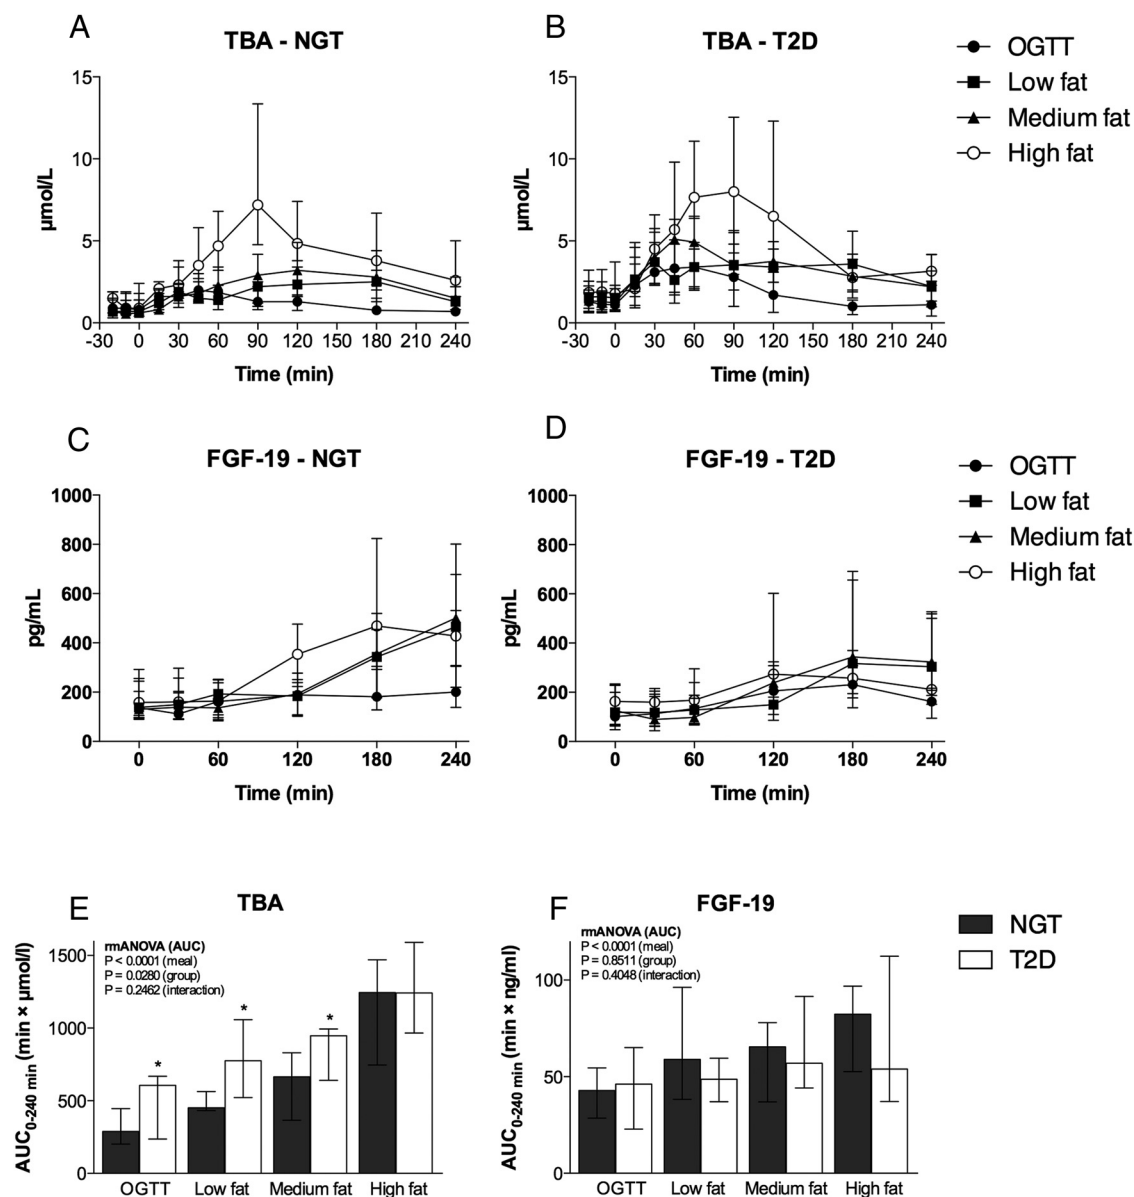 A
B
TBA - NGT
TBA - T2D
OGTT
Low fat
Medium fat
High fat
15
10
5
0
µmol/L
-30 0 30 60 90 120 150 180 210 240
Time (min)
15
10
5
0
µmol/L
-30 0 30 60 90 120 150 180 210 240
Time (min)
C
D
FGF-19 - NGT
FGF-19 - T2D
OGTT
Low fat
Medium fat
High fat
1000
800
600
400
200
0
pg/mL
0 60 120 180 240
Time (min)
1000
800
600
400
200
0
pg/mL
0 60 120 180 240
Time (min)
E
F
TBA
FGF-19
NGT
T2D
rmANOVA (AUC)
P < 0.0001 (meal)
P = 0.0280 (group)
P = 0.2462 (interaction)
1500
1000
500
0
AUC0-240 min (min × µmol/l)
* * *
OGTT Low fat Medium fat High fat
rmANOVA (AUC)
P < 0.0001 (meal)
P = 0.8511 (group)
P = 0.4048 (interaction)
100
50
0
AUC0-240 min (min × ng/ml)
OGTT Low fat Medium fat High fat